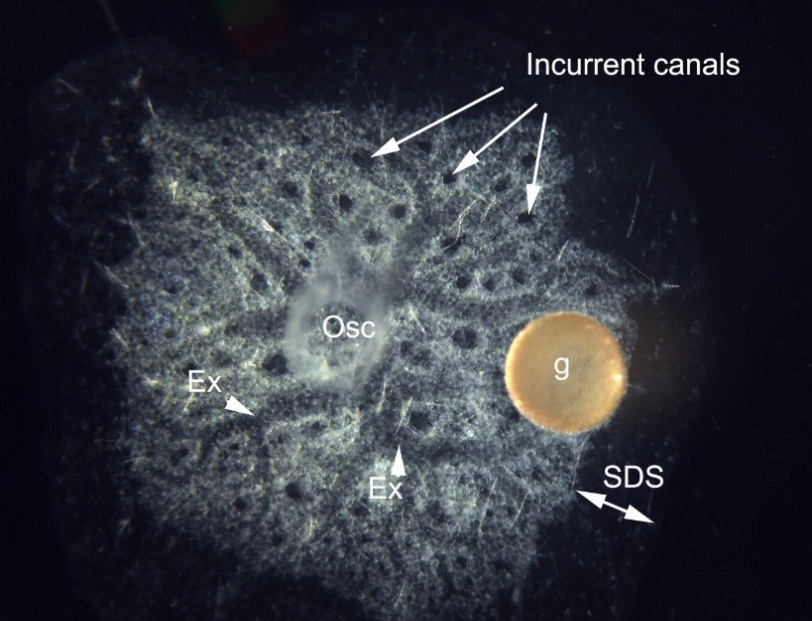 Incurrent canals
Osc
g
Ex
SDS
Ex